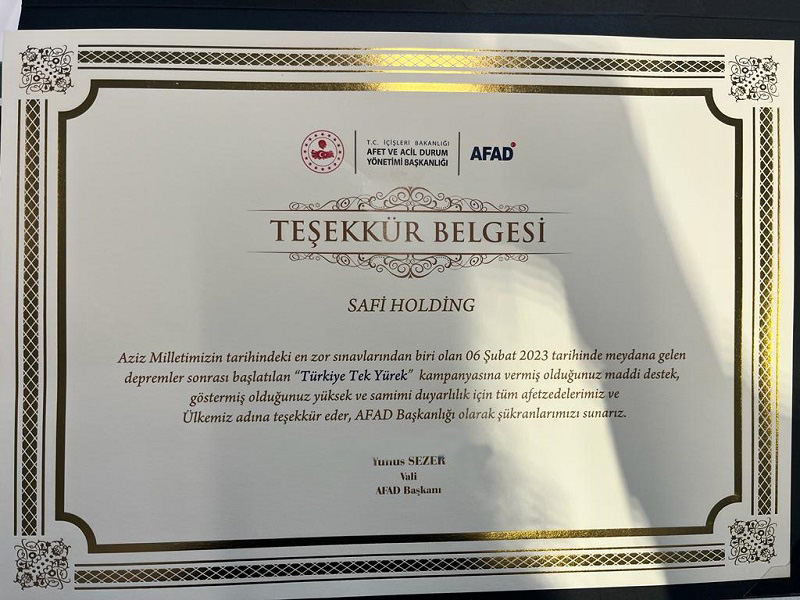 T.C. İÇİŞLERİ BAKANLIĞI
AFET VE ACİL DURUM
YÖNETİMİ BAŞKANLIĞI
AFAD
TEŞEKKÜR BELGESİ
SAFİ HOLDİNG
Aziz Milletimizin tarihindeki en zor sınavlarından biri olan 06 Şubat 2023 tarihinde meydana gelen
depremler sonrası başlatılan "Türkiye Tek Yürek" kampanyasına vermiş olduğunuz maddi destek,
göstermiş olduğunuz yüksek ve samimi duyarlılık için tüm afetzedelerimiz ve
Ülkemiz adına teşekkür eder, AFAD Başkanlığı olarak şükranlarımızı sunarız.
Yunus SEZER
Vali
AFAD Başkanı